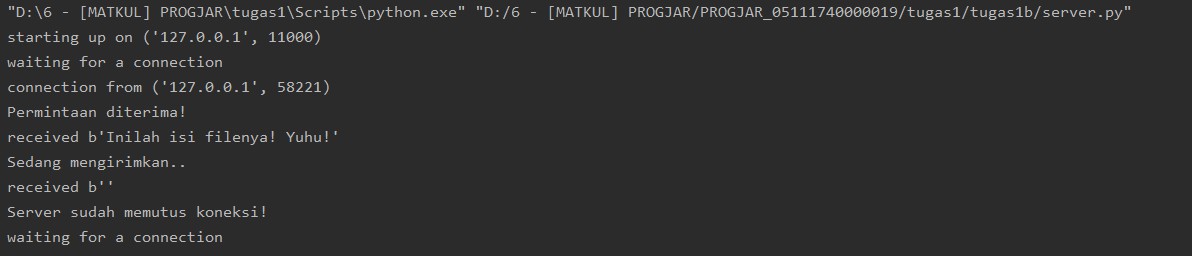 "D:\6 - [MATKUL] PROGJAR\tugas1\Scripts\python.exe" "D:/6 - [MATKUL] PROGJAR/PROGJAR_05111740000019/tugas1/tugas1b/server.py"
starting up on ('127.0.0.1', 11000)
waiting for a connection
connection from ('127.0.0.1', 58221)
Permintaan diterima!
received b'Inilah isi filenya! Yuhu!'
Sedang mengirimkan..
received b''
Server sudah memutus koneksi!
waiting for a connection